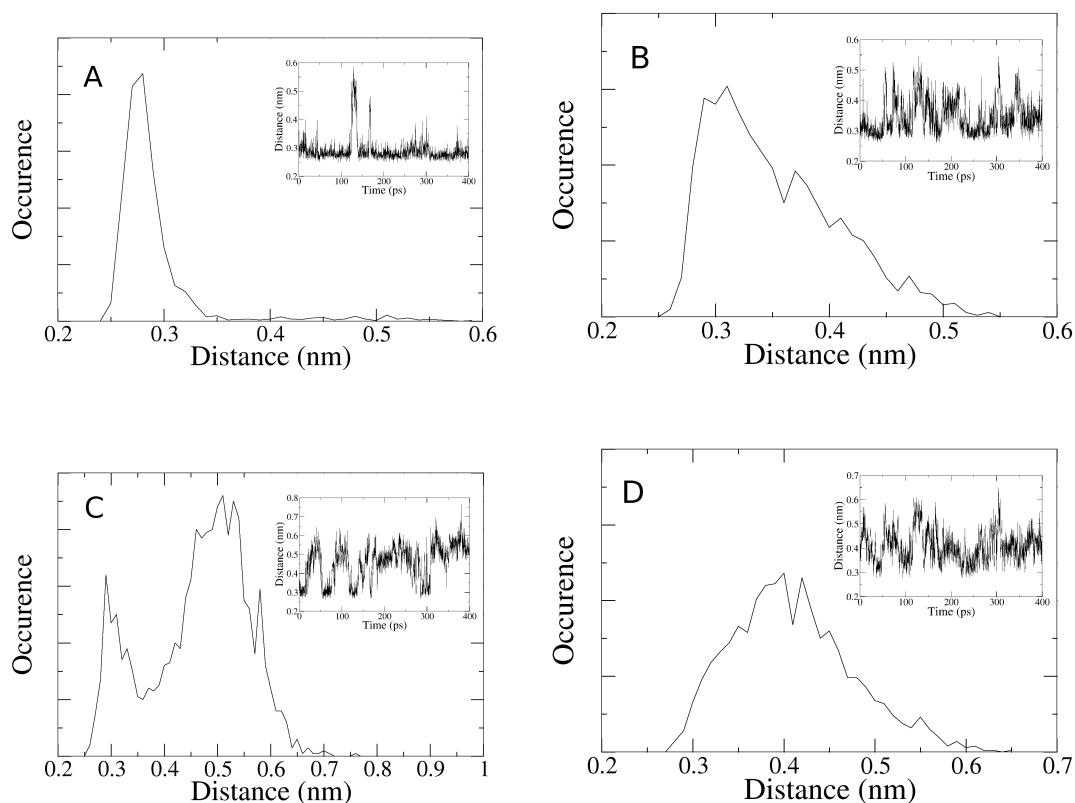 A
Occurence
0.2 0.3 0.4 0.5 0.6
Distance (nm)
Distance (nm)
0.6
0.5
0.4
0.3
0.2
0 100 200 300 400
Time (ps)
B
Occurence
0.2 0.3 0.4 0.5 0.6
Distance (nm)
Distance (nm)
0.6
0.5
0.4
0.3
0.2
0 100 200 300 400
Time (ps)
C
Occurence
0.2 0.3 0.4 0.5 0.6 0.7 0.8 0.9 1
Distance (nm)
Distance (nm)
0.8
0.7
0.6
0.5
0.4
0.3
0.2
0 100 200 300 400
Time (ps)
D
Occurence
0.2 0.3 0.4 0.5 0.6 0.7
Distance (nm)
Distance (nm)
0.7
0.6
0.5
0.4
0.3
0.2
0 100 200 300 400
Time (ps)